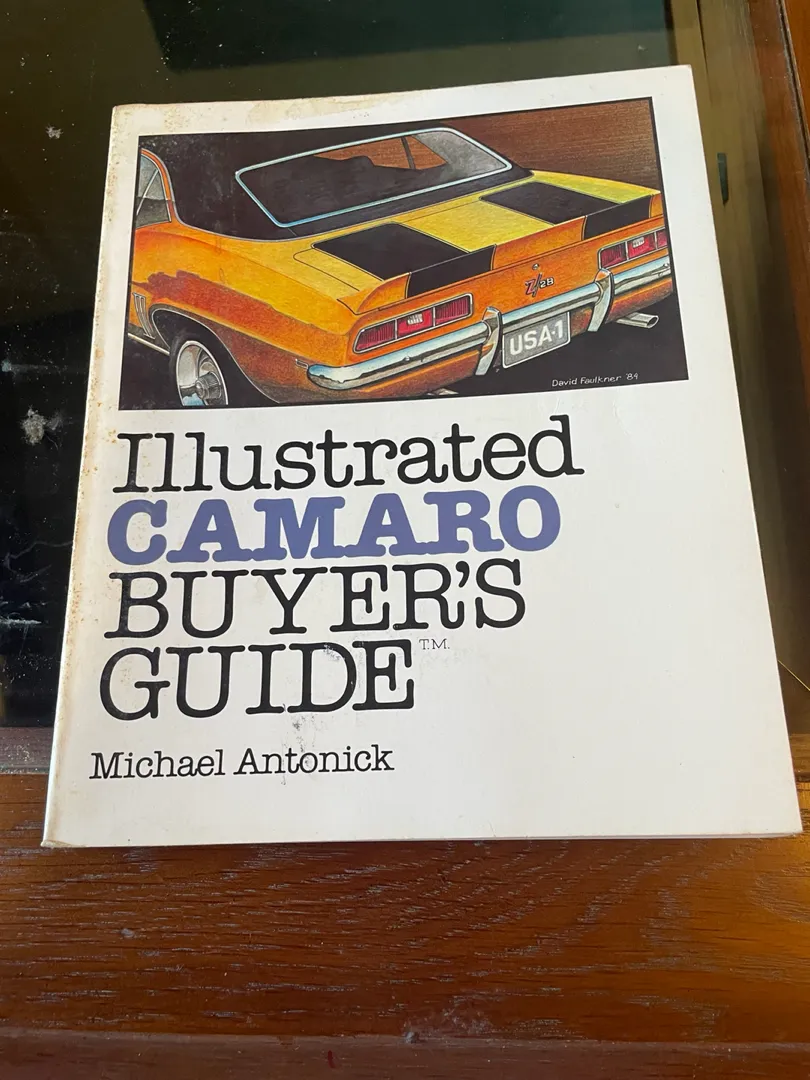 Z/28
USA-1
David Faulkner '84
Illustrated
CAMARO
BUYER'S
GUIDE T.M.
Michael Antonick